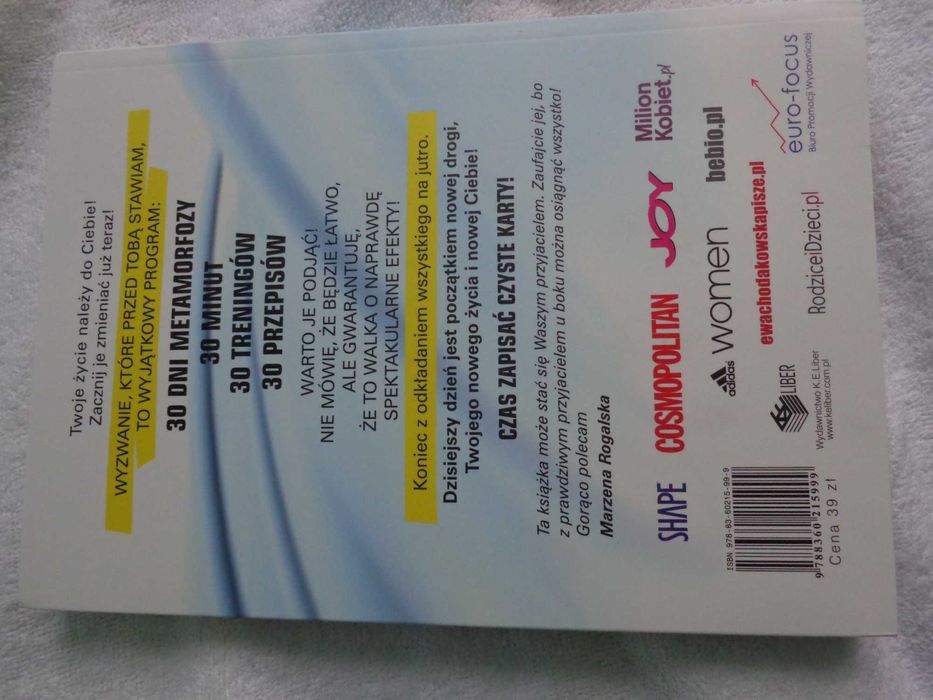 Twoje życie należy do Ciebie!
Zacznij je zmieniać już teraz!
WYZWANIE, KTÓRE PRZED TOBĄ STAWIAM,
TO WYJĄTKOWY PROGRAM:
30 DNI METAMORFOZY
30 MINUT
30 TRENINGÓW
30 PRZEPISÓW
WARTO JE PODJĄĆ!
NIE MÓWIĘ, ŻE BĘDZIE ŁATWO,
ALE GWARANTUJĘ,
ŻE TO WALKA O NAPRAWDĘ
SPEKTAKULARNE EFEKTY!
Koniec z odkładaniem wszystkiego na jutro.
Dzisiejszy dzień jest początkiem nowej drogi,
Twojego nowego życia i nowej Ciebie!
CZAS ZAPISAĆ CZYSTE KARTY!
Ta książka może stać się Waszym przyjacielem. Zaufajcie jej, bo
z prawdziwym przyjacielem u boku można osiągnąć wszystko!
Gorąco polecam
Marzena Rogalska
SHAPE COSMOPOLITAN JOY Milion
Kobiet.pl
adidas women bebio.pl
ewachodakowskapisze.pl
LIBER
Wydawnictwo K.E.Liber
www.keliber.com.pl
RodziceiDzieci.pl
euro-focus
Biuro Promocji Wydawniczej
ISBN 978-83-60215-99-9
9 788360 215999
Cena 39 zł